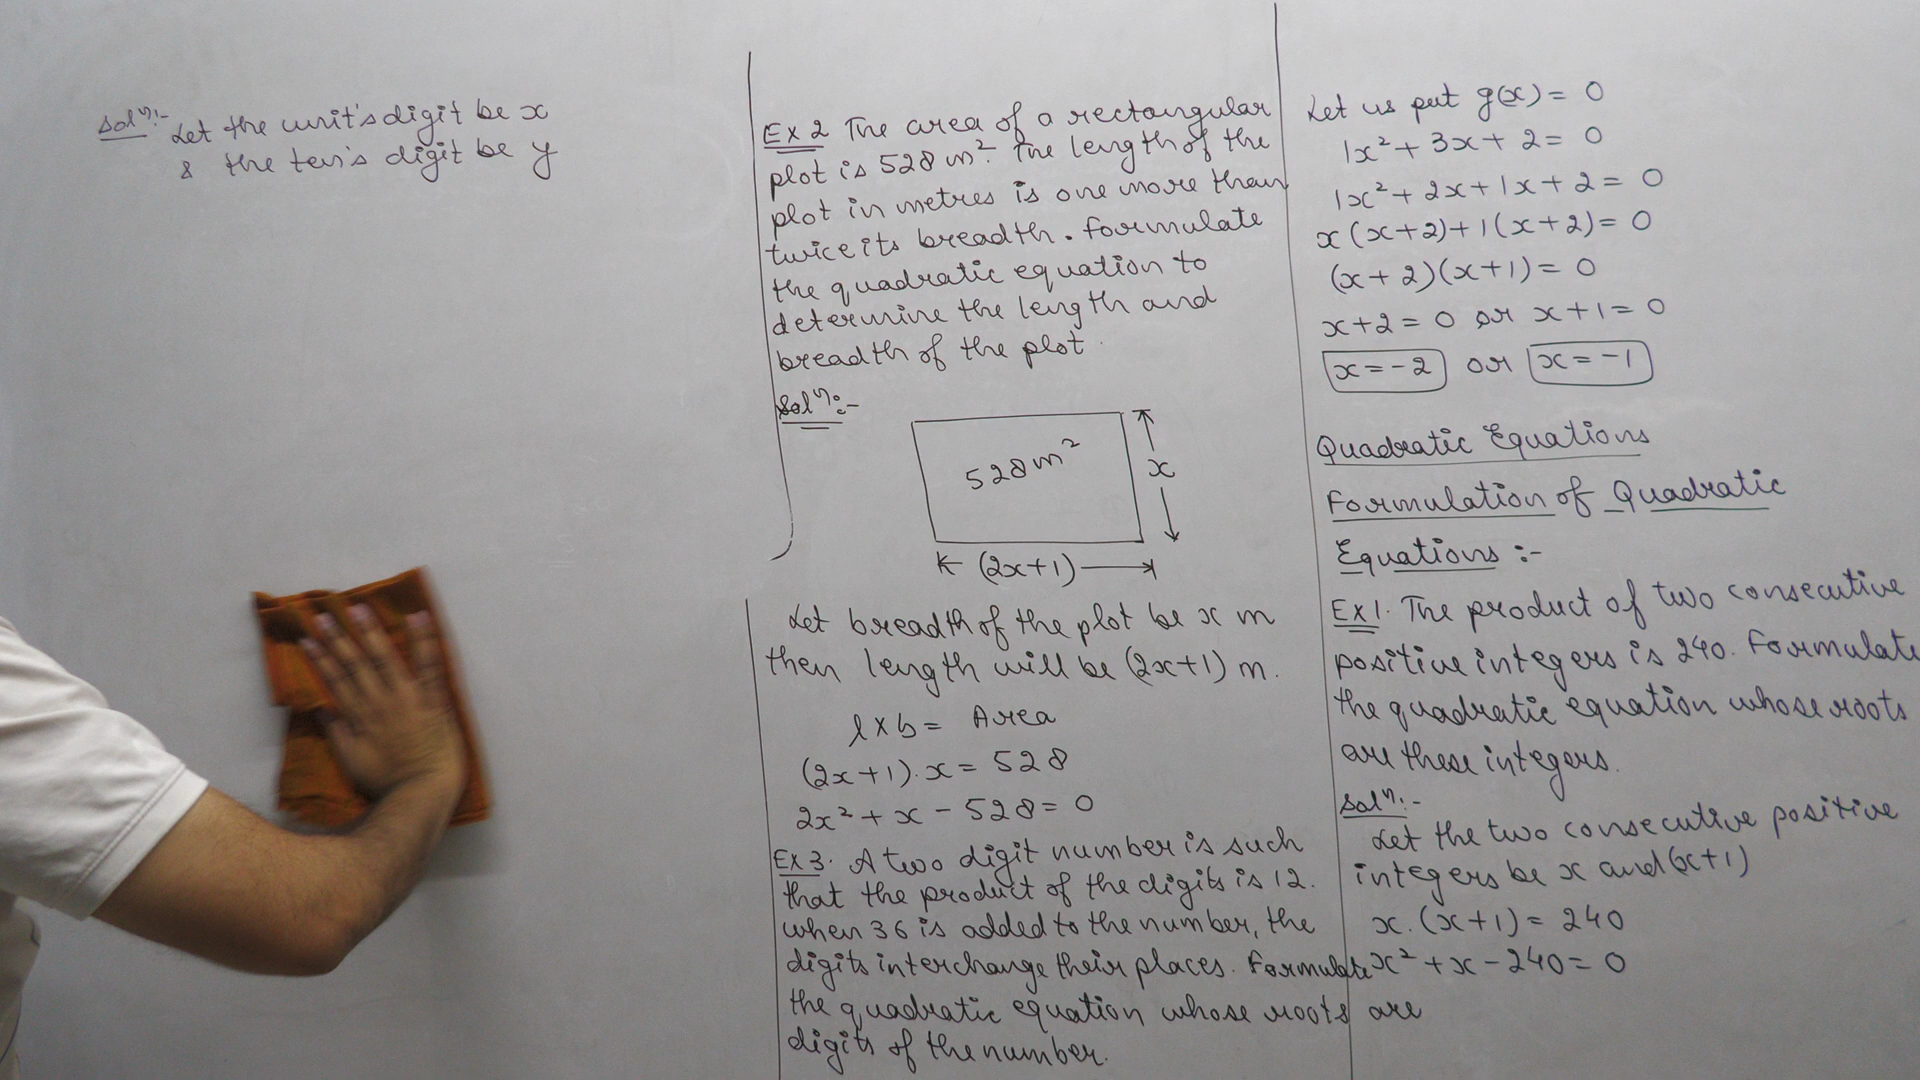 Solⁿ:- Let the unit's digit be x
& the ten's digit be y
Ex 2 The area of a rectangular
plot is 528 m². The length of the
plot in metres is one more than
twice its breadth. Formulate
the quadratic equation to
determine the length and
breadth of the plot.
Solⁿ:-
528 m²
x
(2x+1)
Let breadth of the plot be x m
then length will be (2x+1) m.
l x b = Area
(2x+1).x = 528
2x² + x - 528 = 0
Ex 3. A two digit number is such
that the product of the digits is 12.
when 36 is added to the number, the
digits interchange their places. Formulate
the quadratic equation whose roots are
digits of the number.
Let us put g(x) = 0
1x² + 3x + 2 = 0
1x² + 2x + 1x + 2 = 0
x(x+2)+1(x+2) = 0
(x+2)(x+1) = 0
x+2 = 0 or x+1 = 0
x = -2 or x = -1
Quadratic Equations
Formulation of Quadratic
Equations :-
Ex 1. The product of two consecutive
positive integers is 240. Formulate
the quadratic equation whose roots
are these integers.
Solⁿ:-
Let the two consecutive positive
integers be x and (x+1)
x.(x+1) = 240
x² + x - 240 = 0